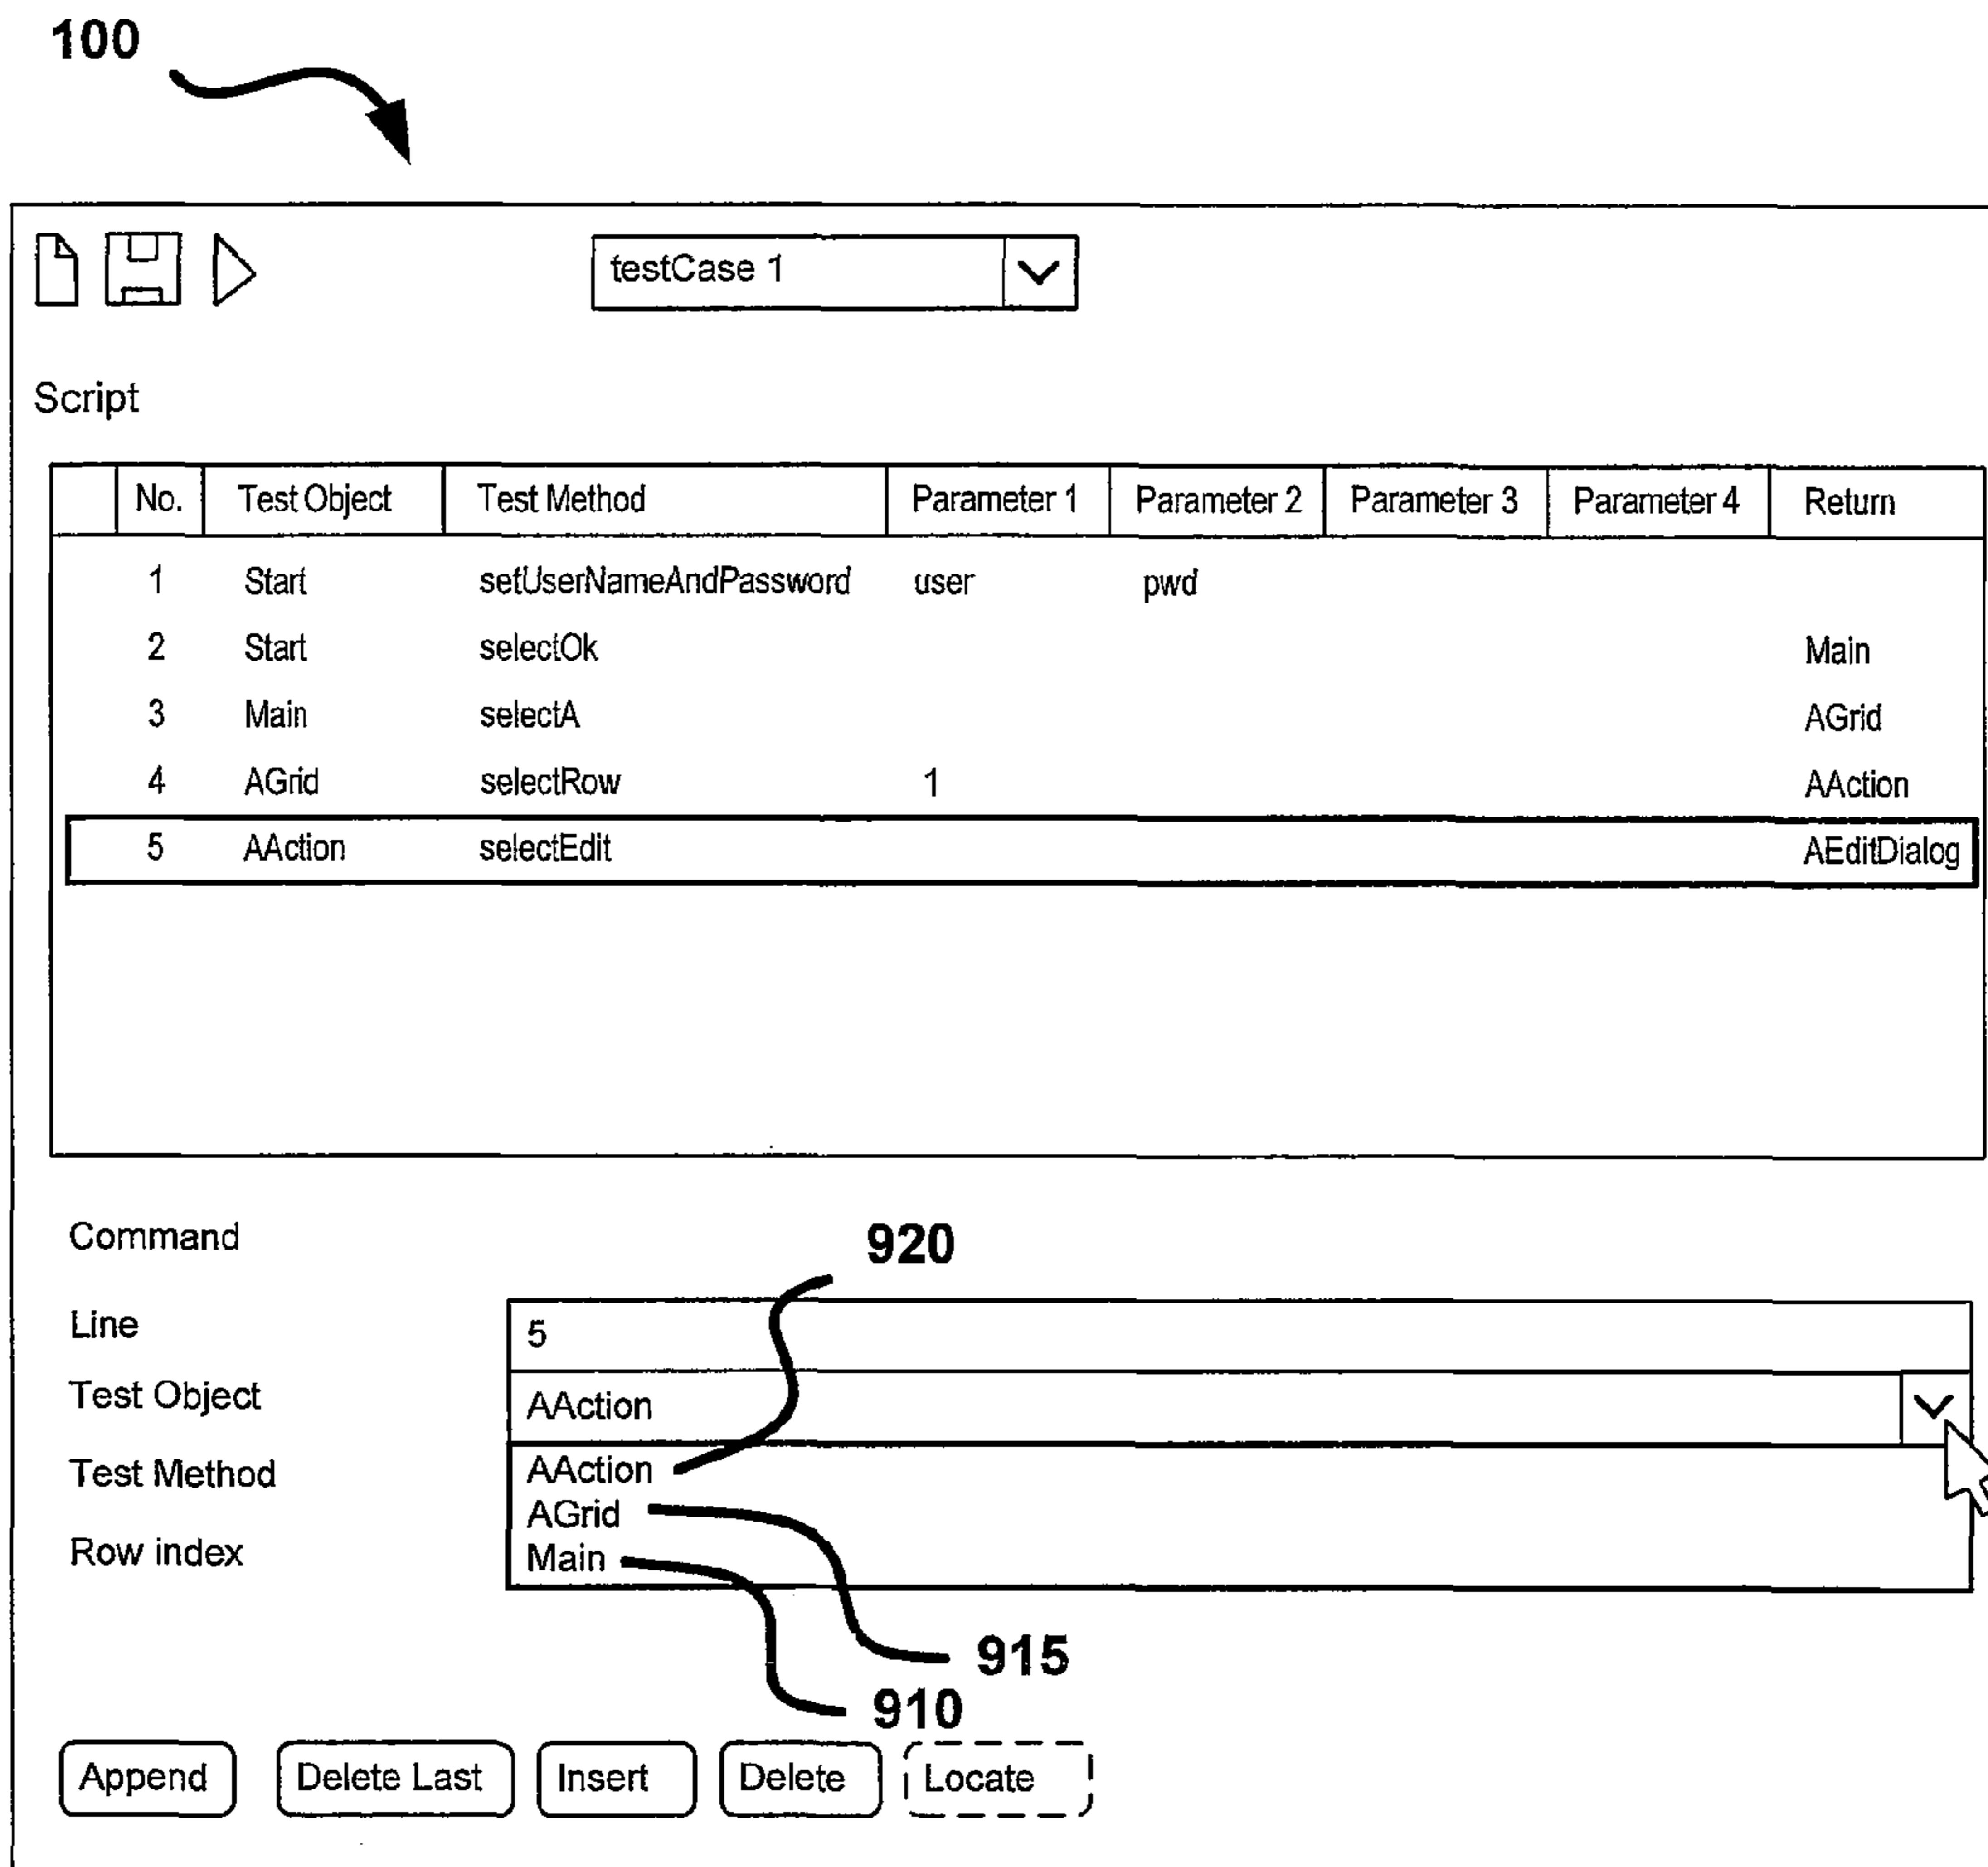 100
testCase 1
Script
No. Test Object Test Method Parameter 1 Parameter 2 Parameter 3 Parameter 4 Return
1 Start setUserNameAndPassword user pwd
2 Start selectOk Main
3 Main selectA AGrid
4 AGrid selectRow 1 AAction
5 AAction selectEdit AEditDialog
Command
920
Line 5
Test Object AAction
Test Method AAction
AGrid
Row index Main
915
910
Append Delete Last Insert Delete Locate